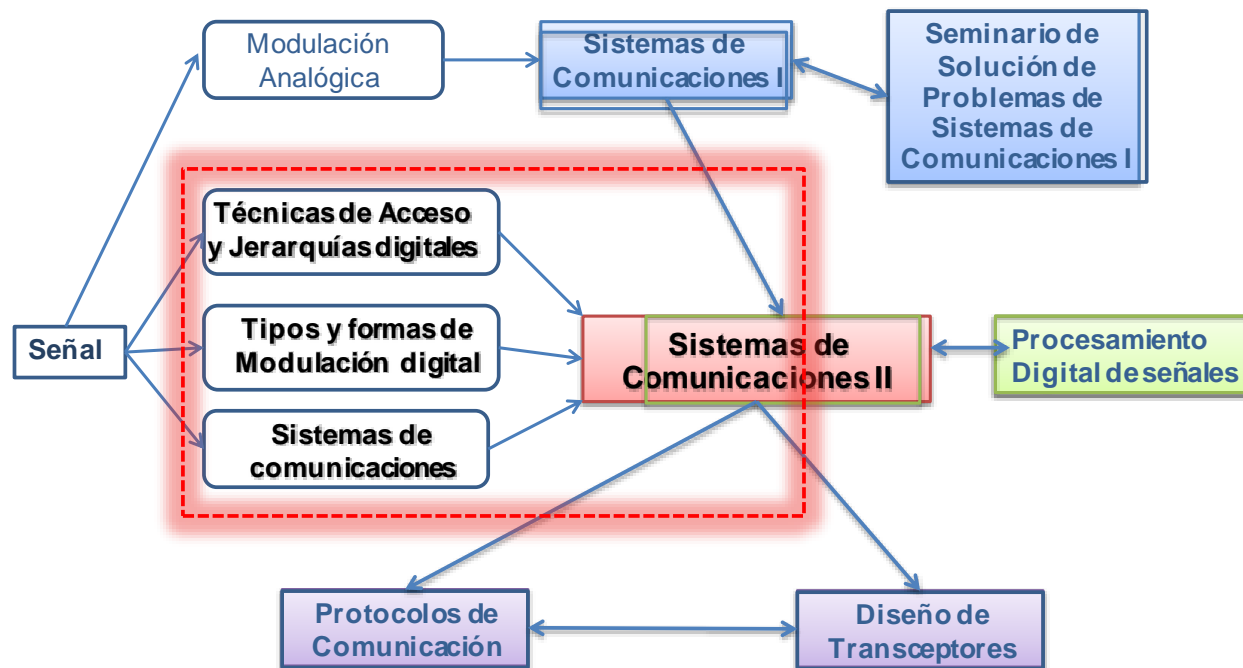 Modulación
Analógica
Sistemas de
Comunicaciones I
Seminario de
Solución de
Problemas de
Sistemas de
Comunicaciones I
Técnicas de Acceso
y Jerarquías digitales
Señal
Tipos y formas de
Modulación digital
Sistemas de
Comunicaciones II
Procesamiento
Digital de señales
Sistemas de
comunicaciones
Protocolos de
Comunicación
Diseño de
Transceptores